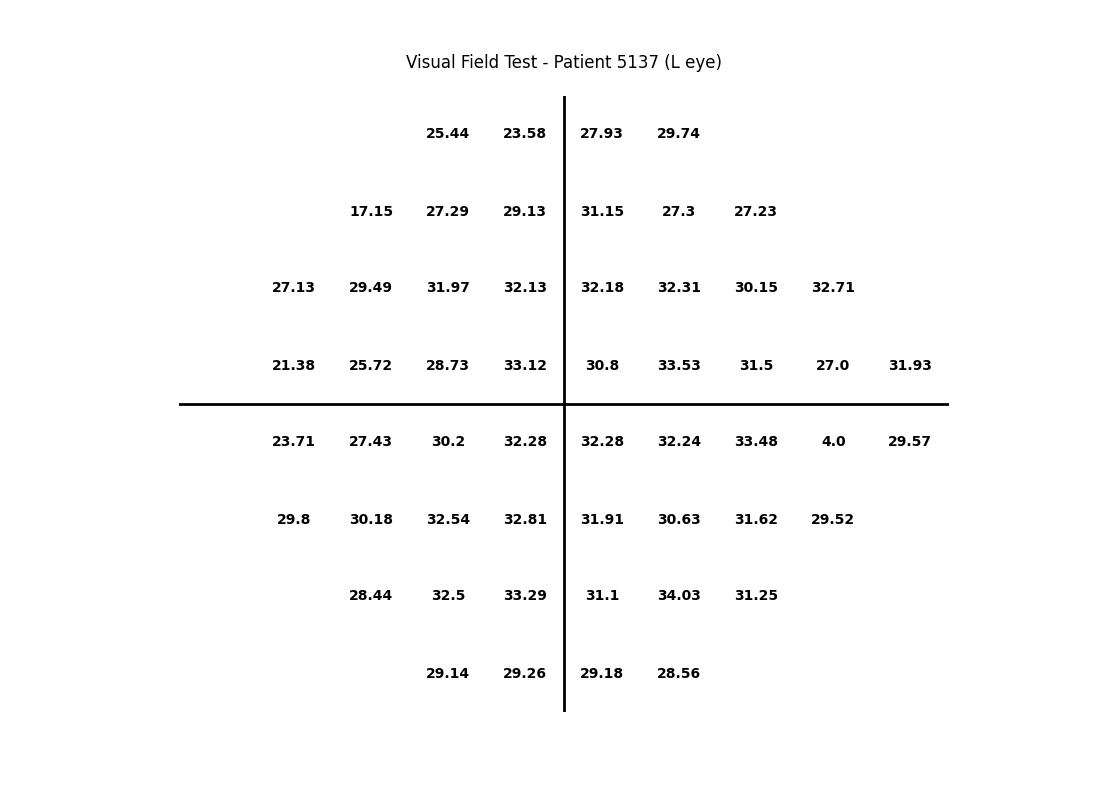 Visual Field Test - Patient 5137 (L eye)
25.44 23.58 27.93 29.74
17.15 27.29 29.13 31.15 27.3 27.23
27.13 29.49 31.97 32.13 32.18 32.31 30.15 32.71
21.38 25.72 28.73 33.12 30.8 33.53 31.5 27.0 31.93
23.71 27.43 30.2 32.28 32.28 32.24 33.48 4.0 29.57
29.8 30.18 32.54 32.81 31.91 30.63 31.62 29.52
28.44 32.5 33.29 31.1 34.03 31.25
29.14 29.26 29.18 28.56